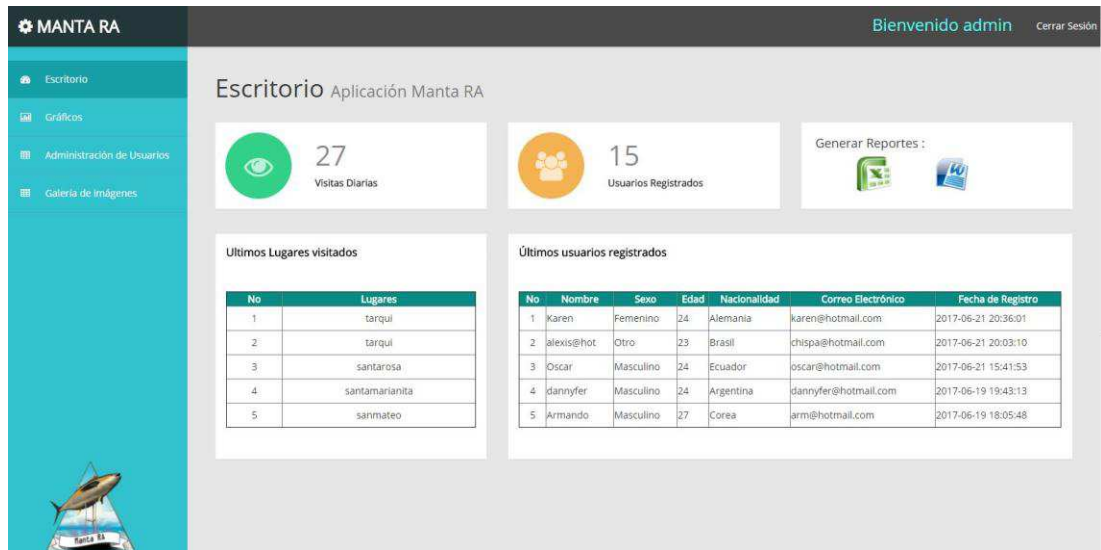 MANTA RA
Bienvenido admin Cerrar Sesión
Escritorio
Gráficos
Administración de Usuarios
Galería de imágenes
Escritorio Aplicación Manta RA
27
Visitas Diarias
15
Usuarios Registrados
Generar Reportes :
Ultimos Lugares visitados
No Lugares
1 tarqui
2 tarqui
3 santarosa
4 santamarianita
5 sanmateo
Últimos usuarios registrados
No Nombre Sexo Edad Nacionalidad Correo Electrónico Fecha de Registro
1 Karen Femenino 24 Alemania karen@hotmail.com 2017-06-21 20:36:01
2 alexis@hot Otro 23 Brasil chispa@hotmail.com 2017-06-21 20:03:10
3 Oscar Masculino 24 Ecuador oscar@hotmail.com 2017-06-21 15:41:53
4 dannyfer Masculino 24 Argentina dannyfer@hotmail.com 2017-06-19 19:43:13
5 Armando Masculino 27 Corea arm@hotmail.com 2017-06-19 18:05:48
Manta RA